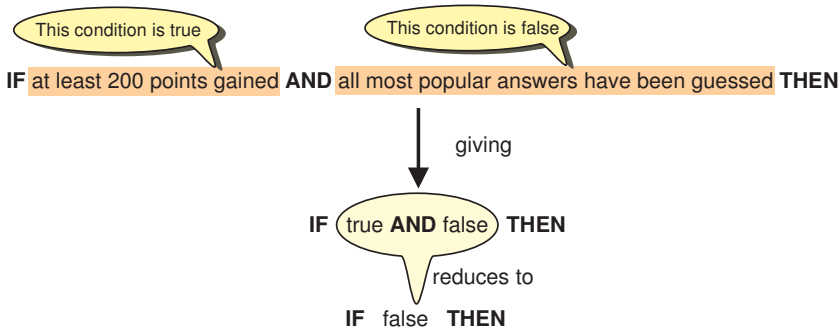 This condition is true
This condition is false
IF at least 200 points gained AND all most popular answers have been guessed THEN
giving
IF true AND false THEN
reduces to
IF false THEN